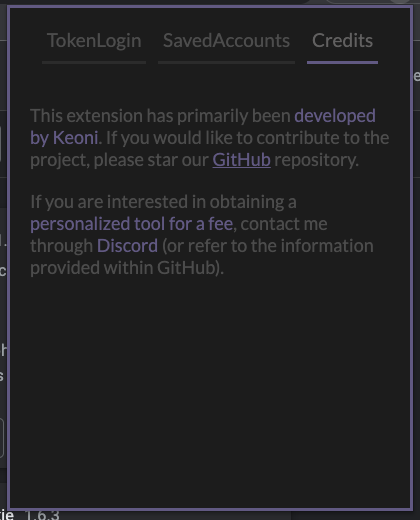 TokenLogin SavedAccounts Credits
This extension has primarily been developed
by Keoni. If you would like to contribute to the
project, please star our GitHub repository.
If you are interested in obtaining a
personalized tool for a fee, contact me
through Discord (or refer to the information
provided within GitHub).
1.6.3